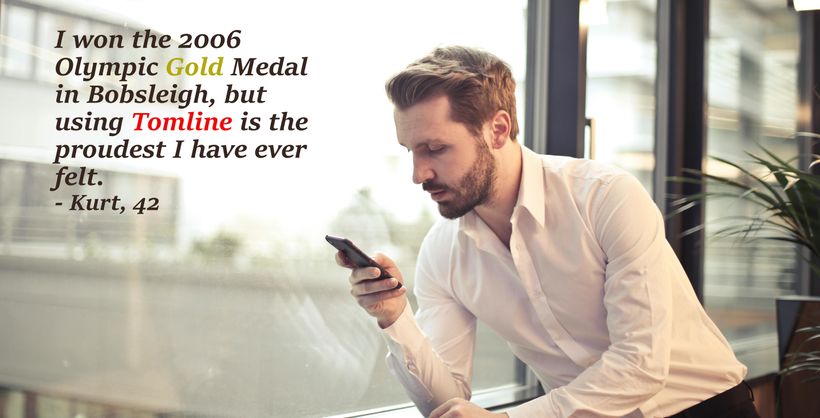 I won the 2006
Olympic Gold Medal
in Bobsleigh, but
using Tomline is the
proudest I have ever
felt.
- Kurt, 42